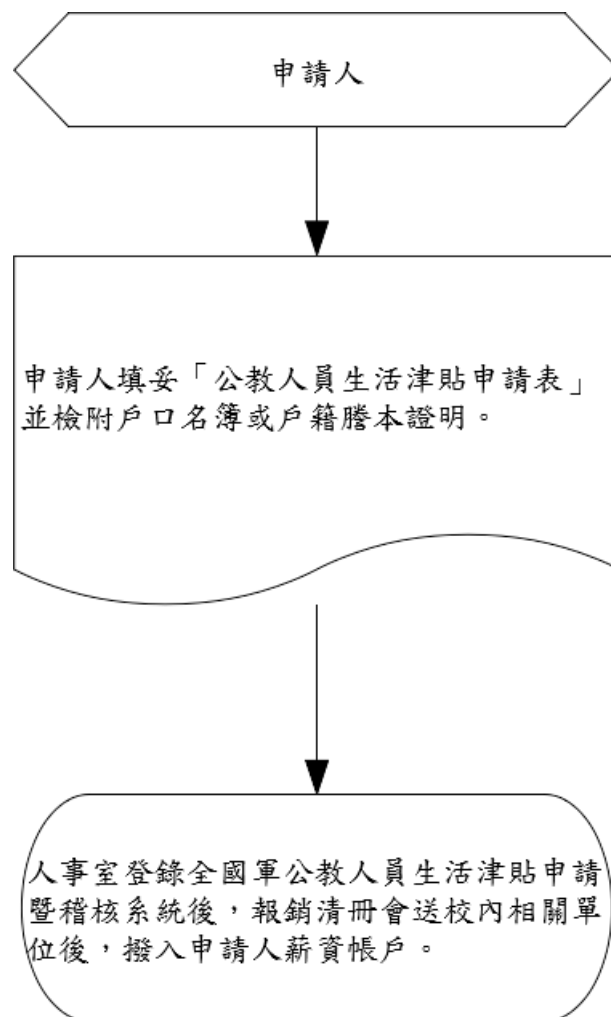 申請人
申請人填妥「公教人員生活津貼申請表」
並檢附戶口名簿或戶籍謄本證明。
人事室登錄全國軍公教人員生活津貼申請
暨稽核系統後，報銷清冊會送校內相關單
位後，撥入申請人薪資帳戶。